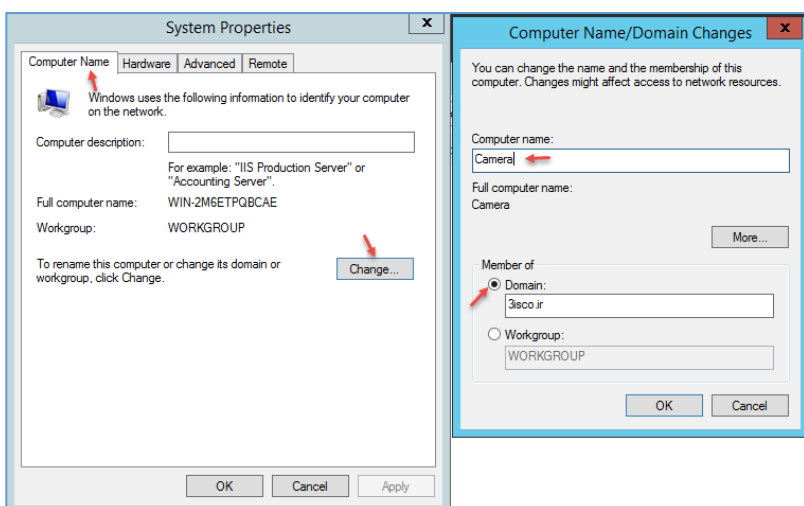 System Properties
x
Computer Name Hardware Advanced Remote
Windows uses the following information to identify your computer
on the network.
Computer description:
For example: "IIS Production Server" or
"Accounting Server".
Full computer name: WIN-2M6ETPQBCAE
Workgroup: WORKGROUP
To rename this computer or change its domain or
workgroup, click Change.
Change...
OK Cancel Apply
Computer Name/Domain Changes
x
You can change the name and the membership of this
computer. Changes might affect access to network resources.
Computer name:
Camera
Full computer name:
Camera
More...
Member of
Domain:
3isco.ir
Workgroup:
WORKGROUP
OK Cancel